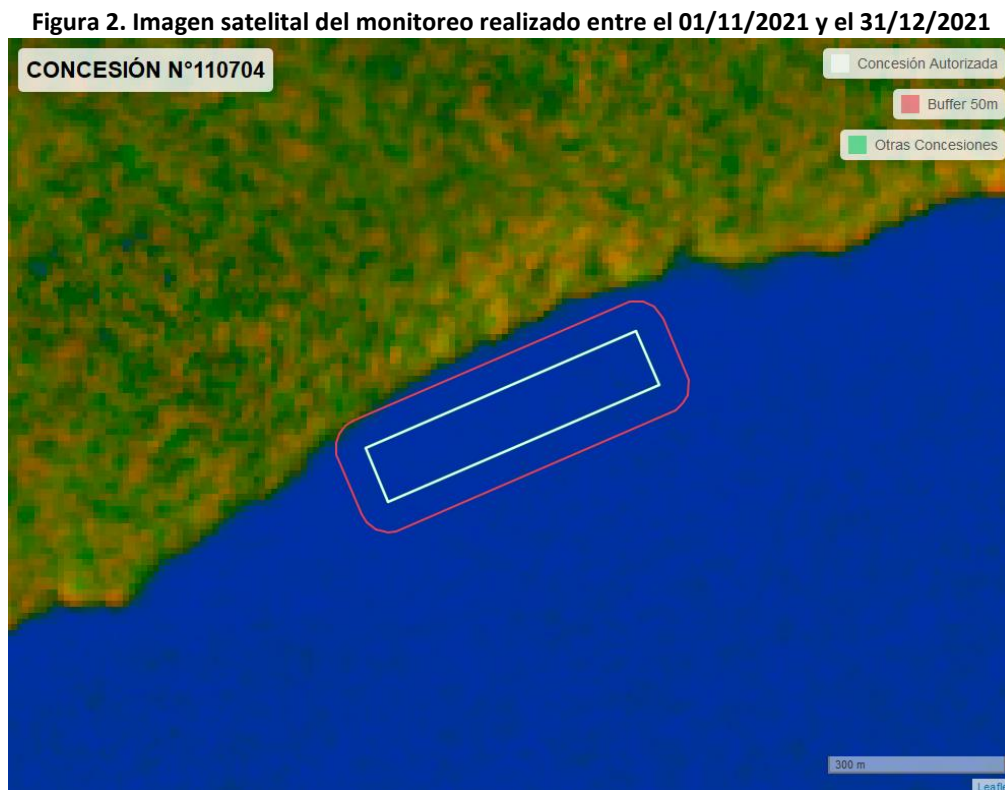 Figura 2. Imagen satelital del monitoreo realizado entre el 01/11/2021 y el 31/12/2021
CONCESIÓN N°110704
Concesión Autorizada
Buffer 50m
Otras Concesiones
300 m
Leafl